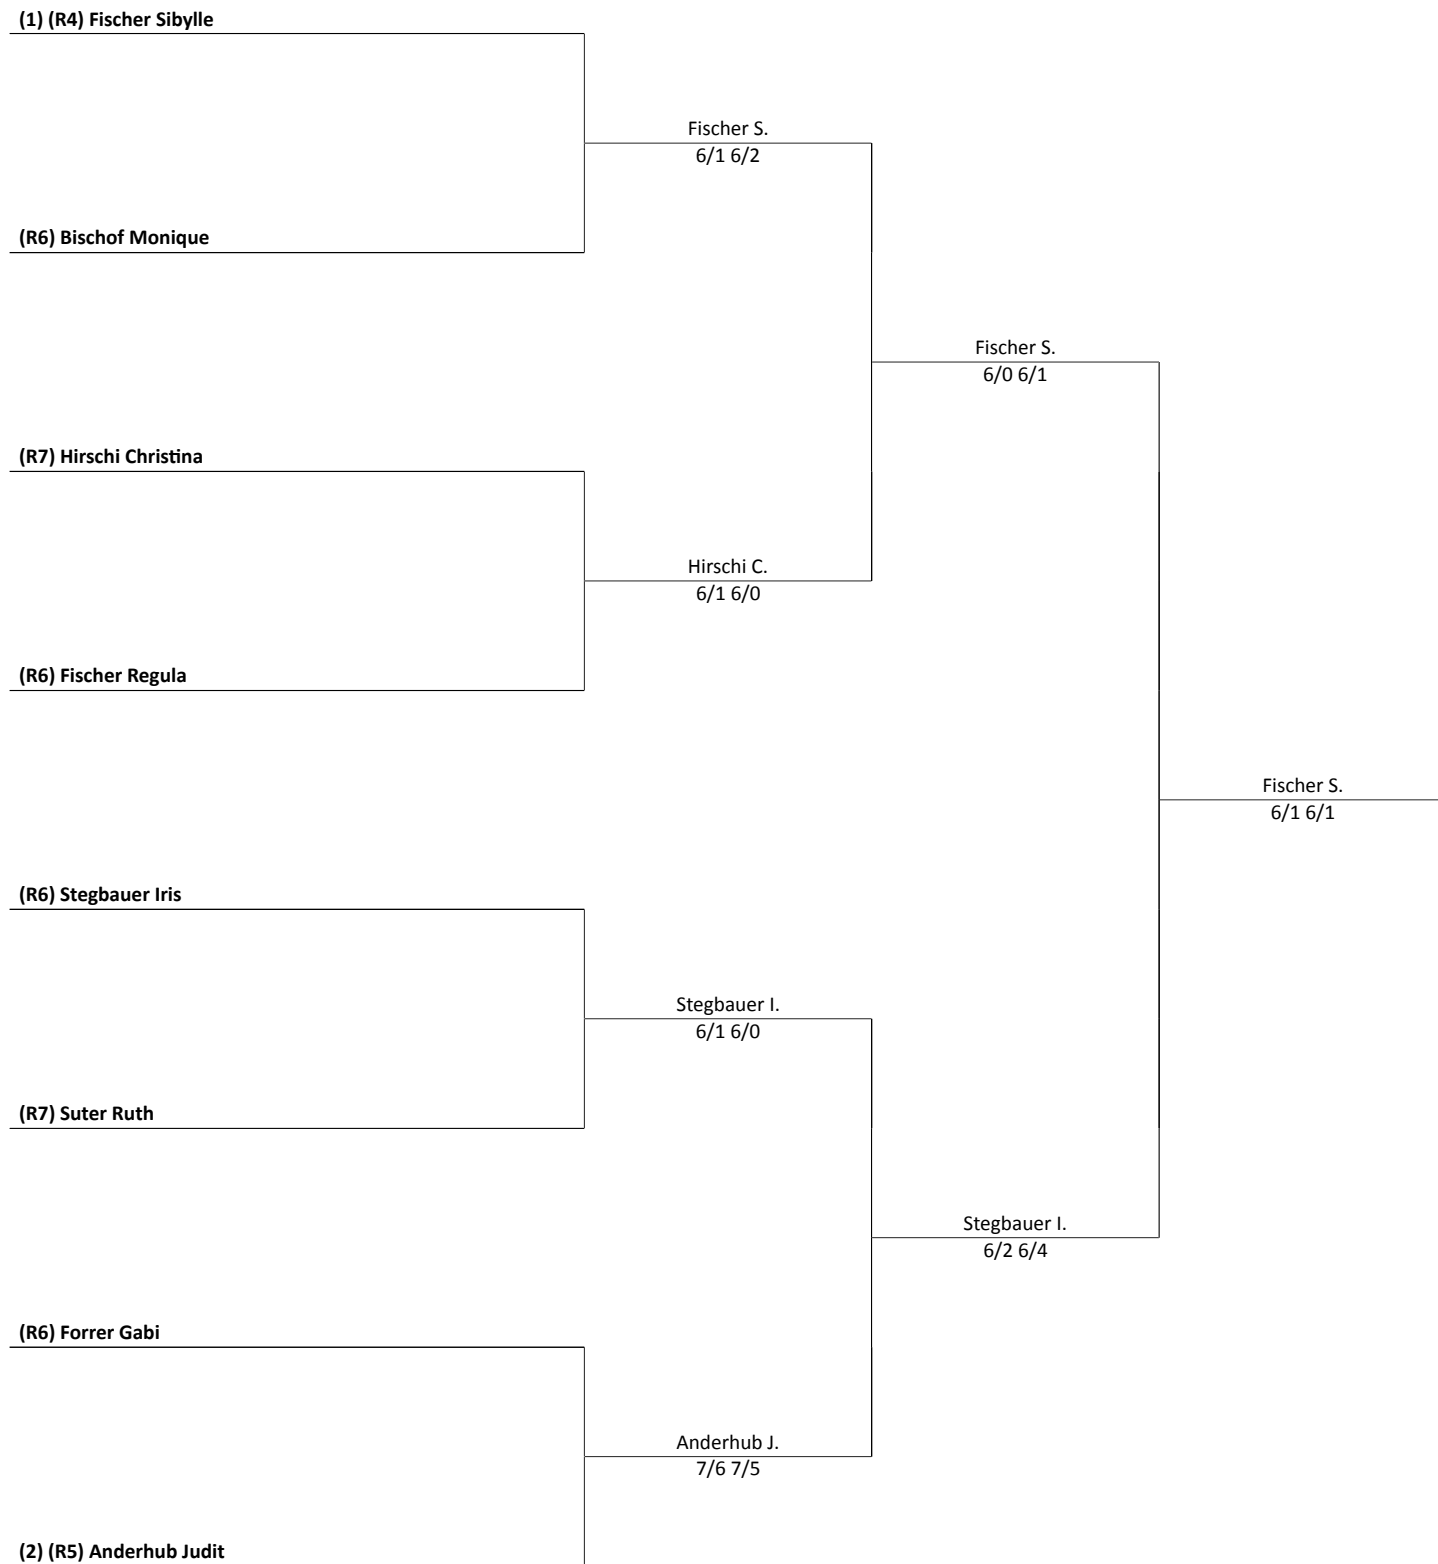 (1) (R4) Fischer Sibylle
Fischer S.
6/1 6/2
(R6) Bischof Monique
Fischer S.
6/0 6/1
(R7) Hirschi Christina
Hirschi C.
6/1 6/0
(R6) Fischer Regula
Fischer S.
6/1 6/1
(R6) Stegbauer Iris
Stegbauer I.
6/1 6/0
(R7) Suter Ruth
Stegbauer I.
6/2 6/4
(R6) Forrer Gabi
Anderhub J.
7/6 7/5
(2) (R5) Anderhub Judit